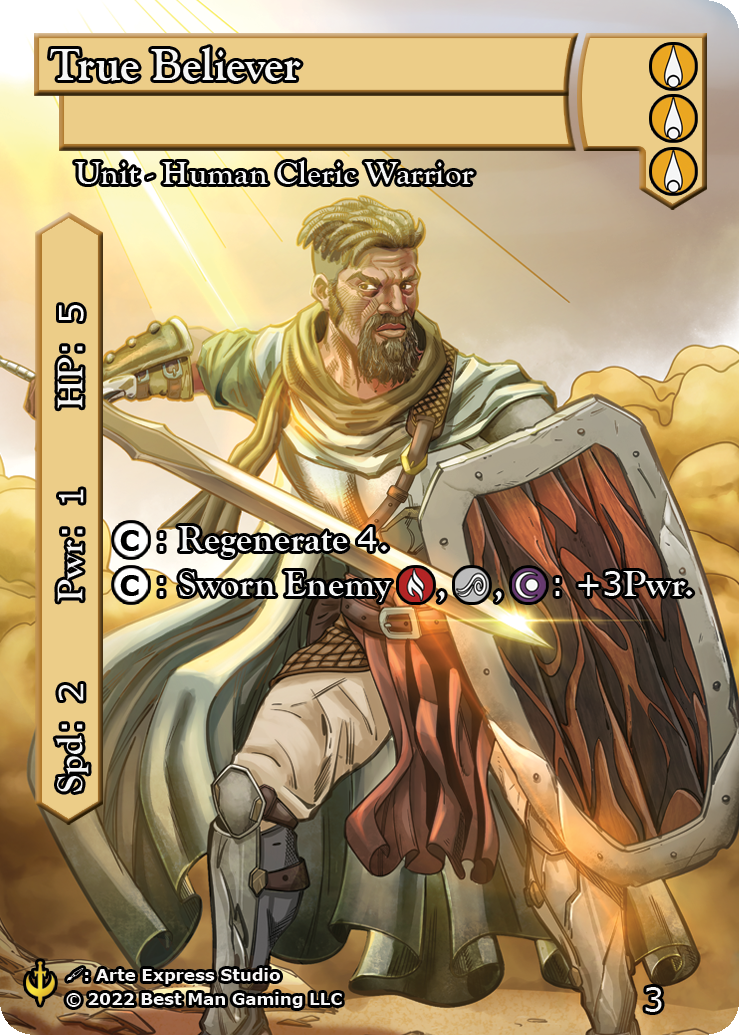 True Believer
Unit - Human Cleric Warrior
HP: 5
Pwr: 1
Spd: 2
©: Regenerate 4.
©: Sworn Enemy , , : +3Pwr.
: Arte Express Studio
© 2022 Best Man Gaming LLC
3